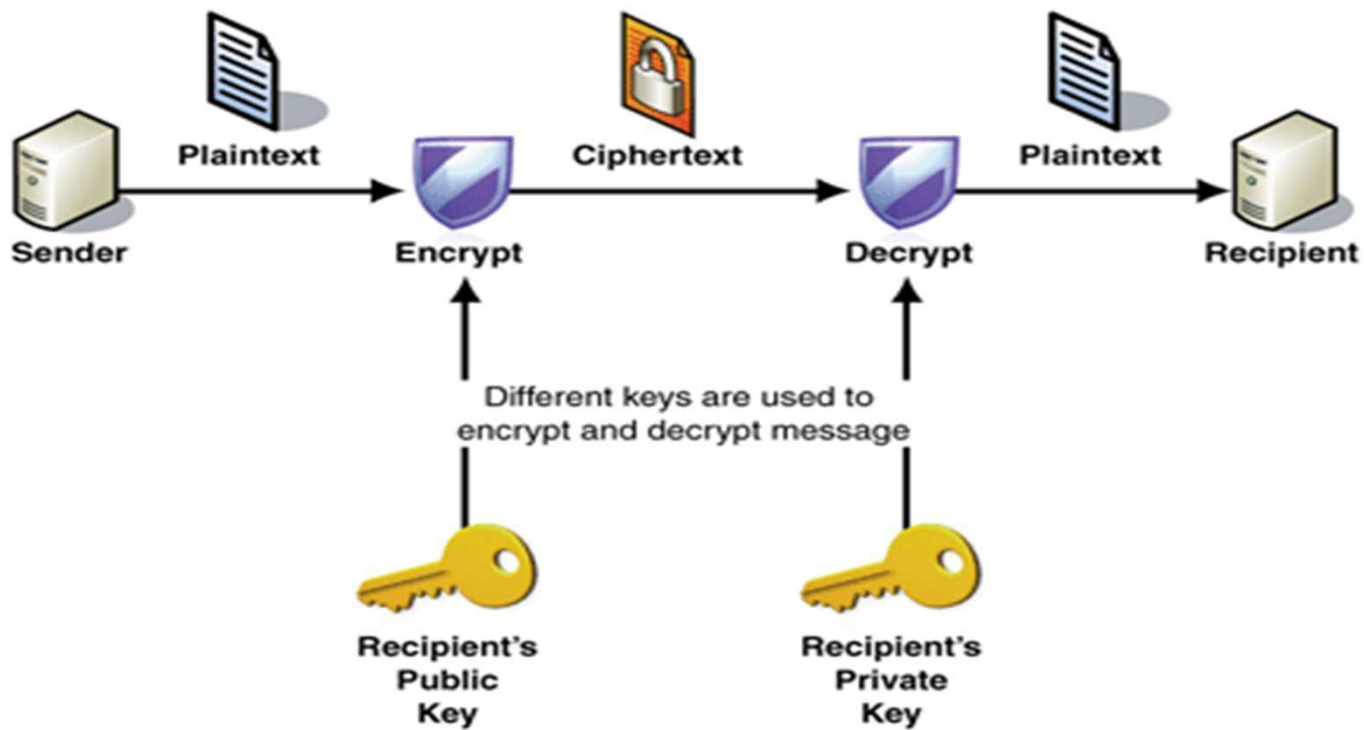 Plaintext
Ciphertext
Plaintext
Sender
Encrypt
Decrypt
Recipient
Different keys are used to
encrypt and decrypt message
Recipient's
Public
Key
Recipient's
Private
Key